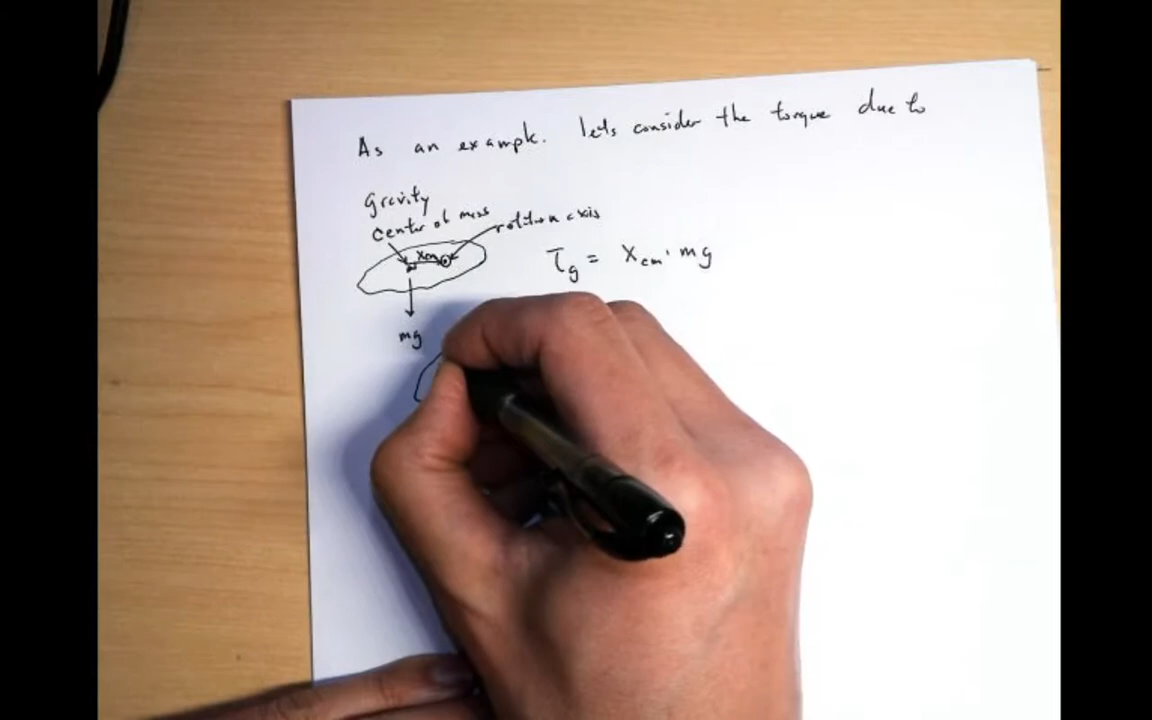 As an example. let's consider the torque due to
gravity
center of mass
rotation axis
Xcm
τg = Xcm · mg
mg